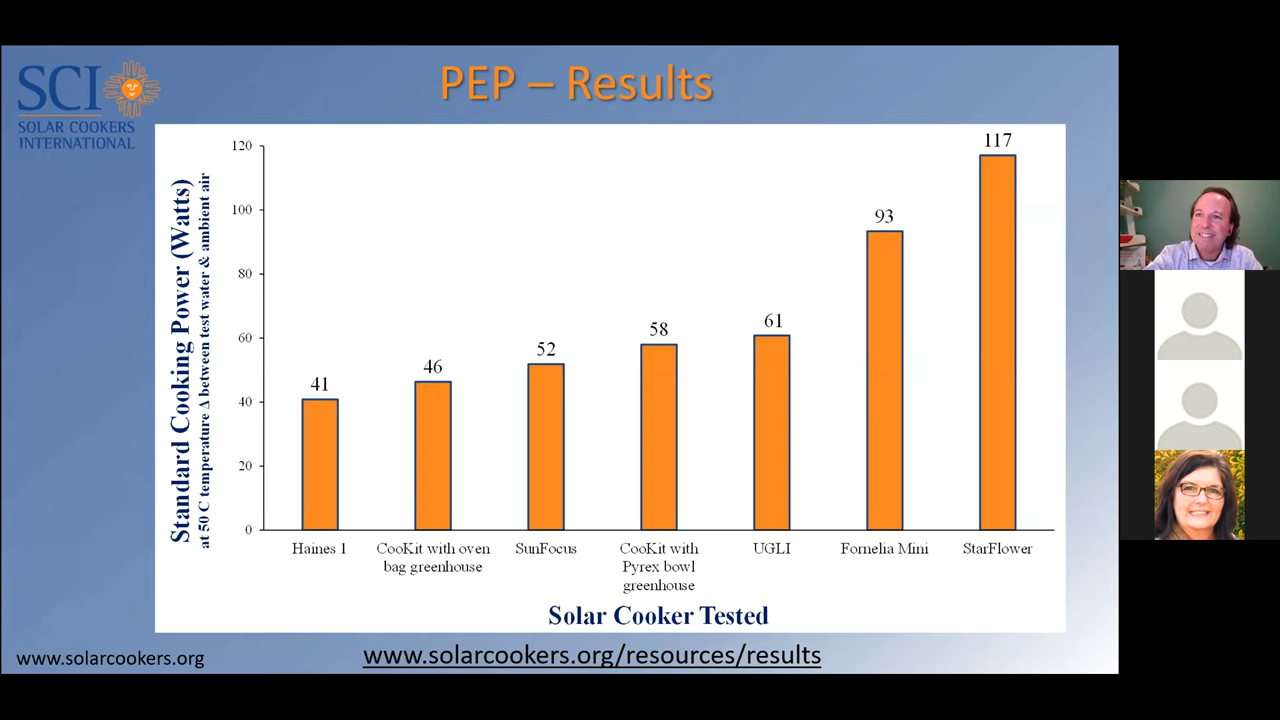 SCI
SOLAR COOKERS
INTERNATIONAL
PEP – Results
Standard Cooking Power (Watts)
at 50 C temperature Δ between test water & ambient air
120
100
80
60
40
20
0
41
46
52
58
61
93
117
Haines 1
CooKit with oven
bag greenhouse
SunFocus
CooKit with
Pyrex bowl
greenhouse
UGLI
Fornelia Mini
StarFlower
Solar Cooker Tested
www.solarcookers.org
www.solarcookers.org/resources/results